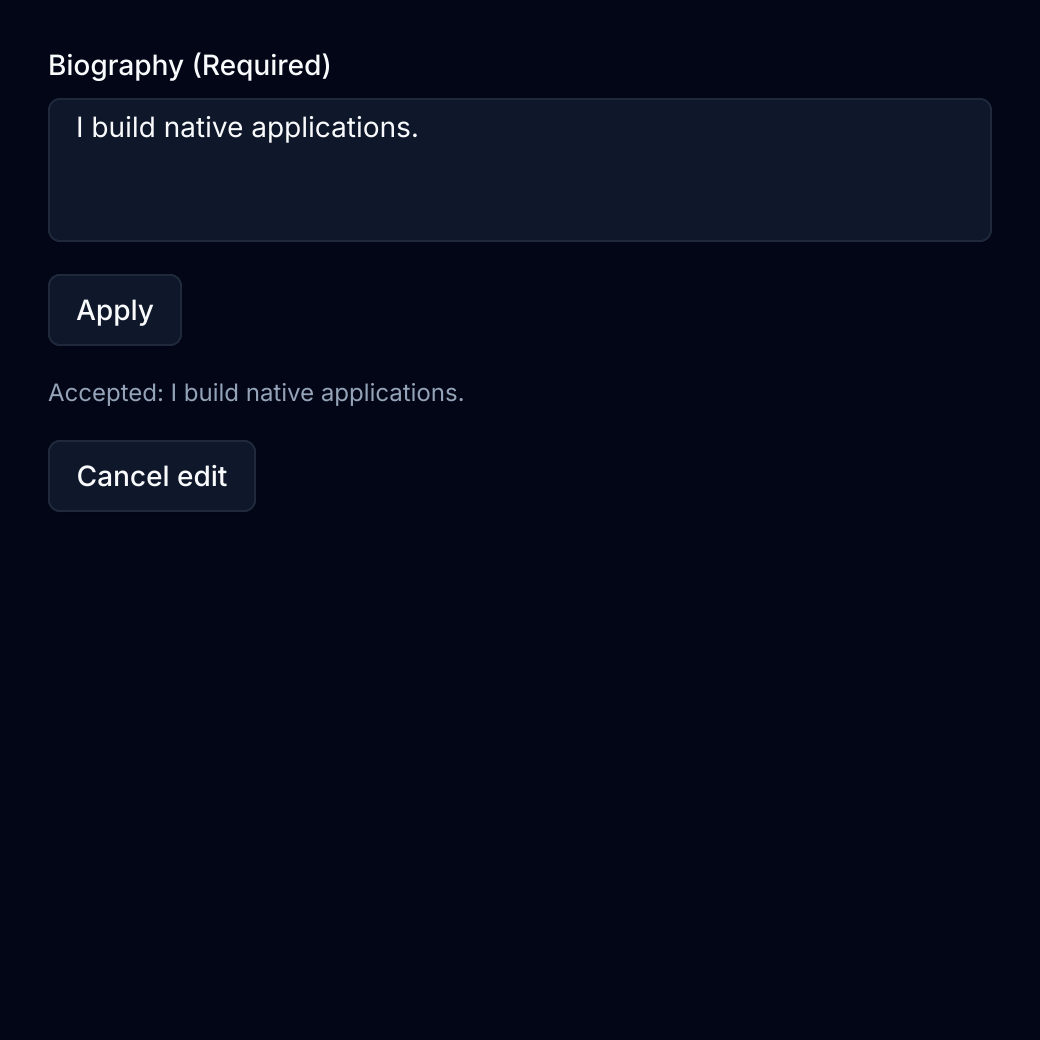 Biography (Required)
I build native applications.
Apply
Accepted: I build native applications.
Cancel edit